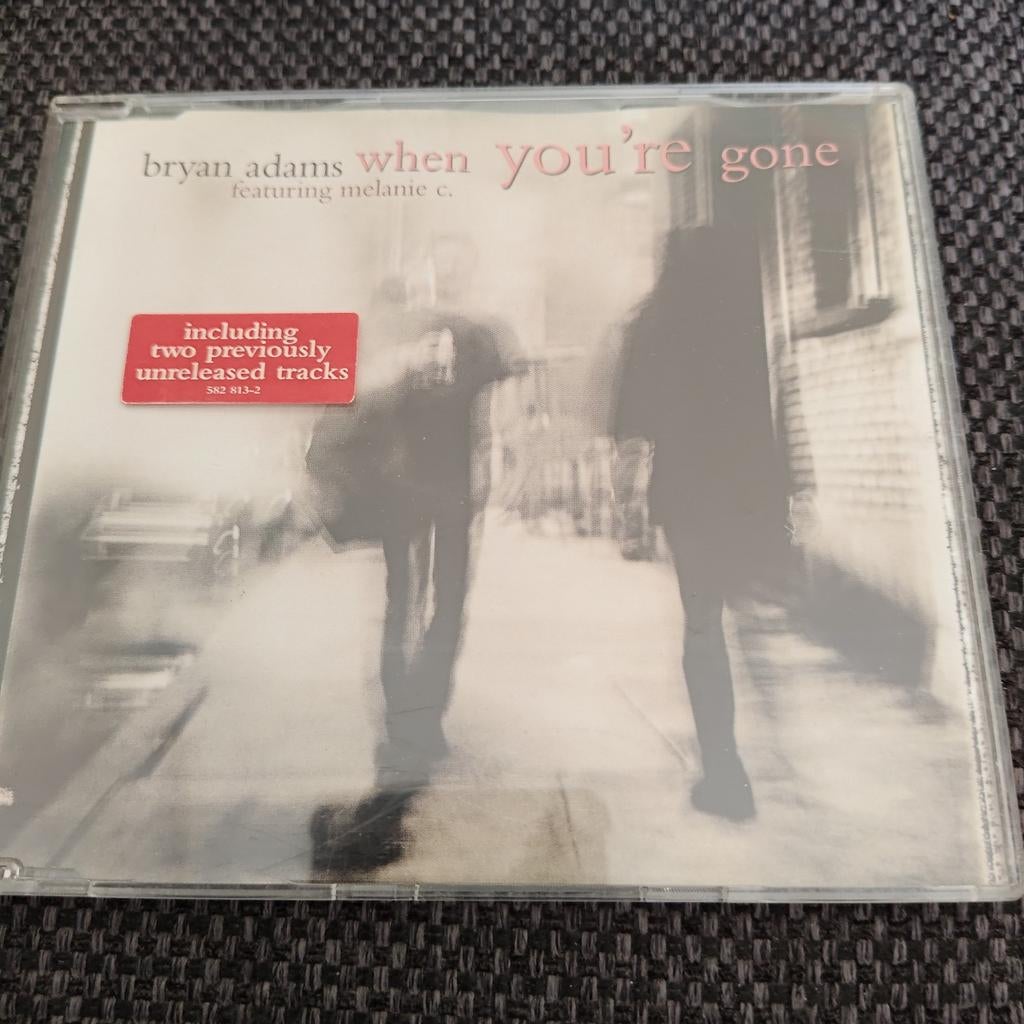 bryan adams when you're gone
featuring melanie c.
including
two previously
unreleased tracks
582 813-2